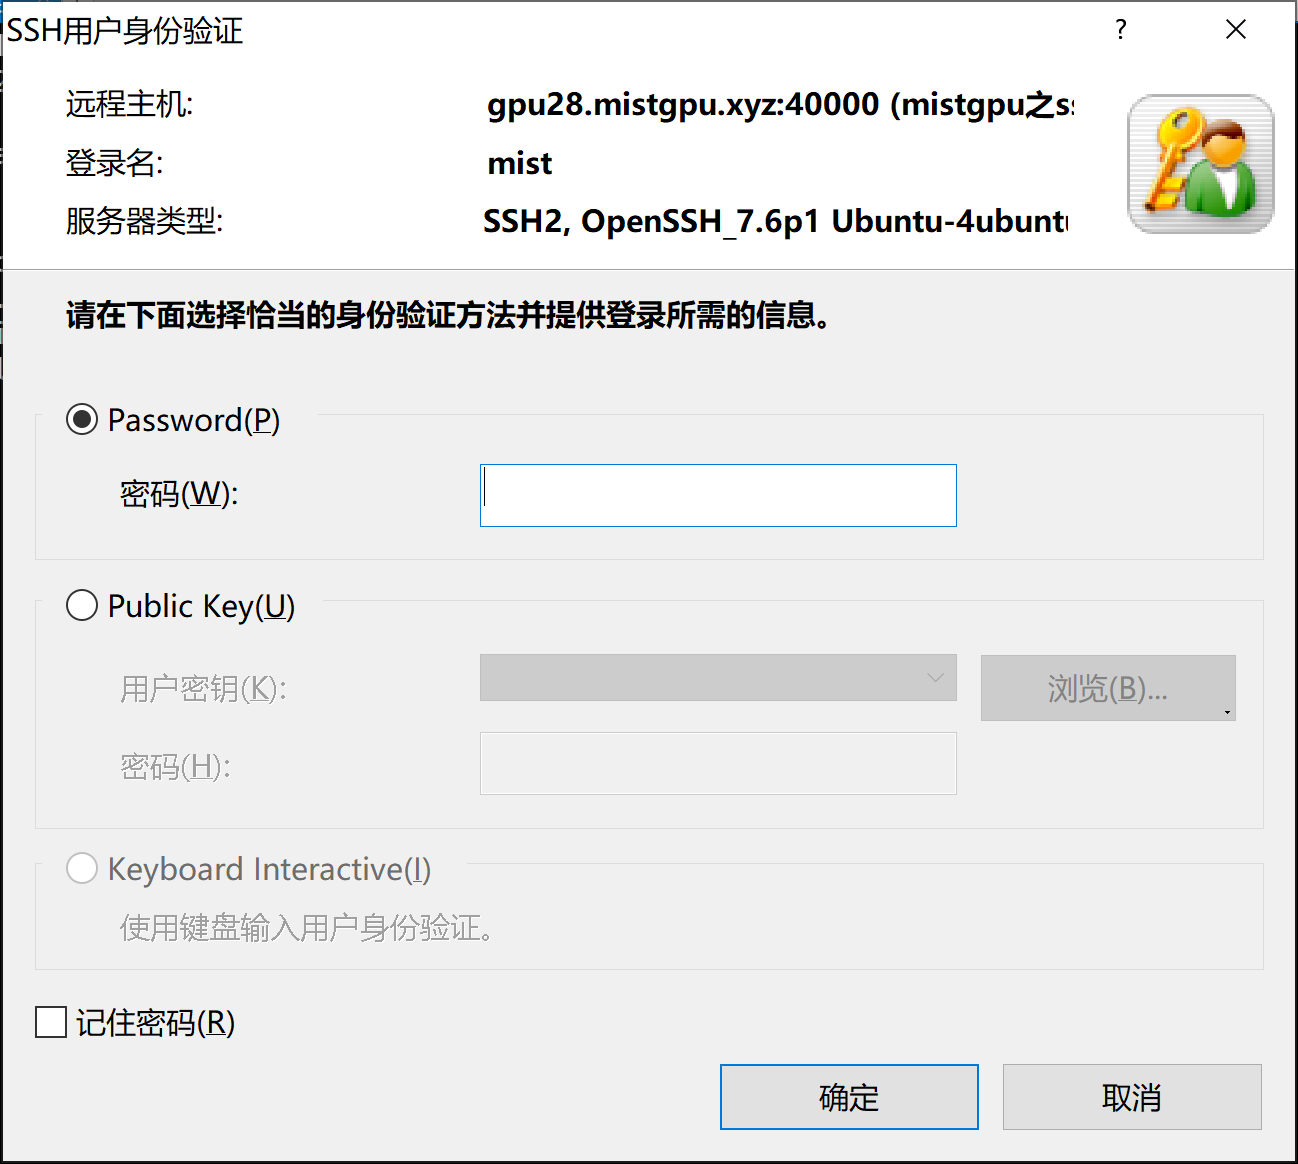 SSH用户身份验证
远程主机: gpu28.mistgpu.xyz:40000 (mistgpu之
登录名: mist
服务器类型: SSH2, OpenSSH_7.6p1 Ubuntu-4ubuntu
请在下面选择恰当的身份验证方法并提供登录所需的信息。
Password(P)
密码(W):
Public Key(U)
用户密钥(K):
浏览(B)...
密码(H):
Keyboard Interactive(I)
使用键盘输入用户身份验证。
记住密码(R)
确定 取消